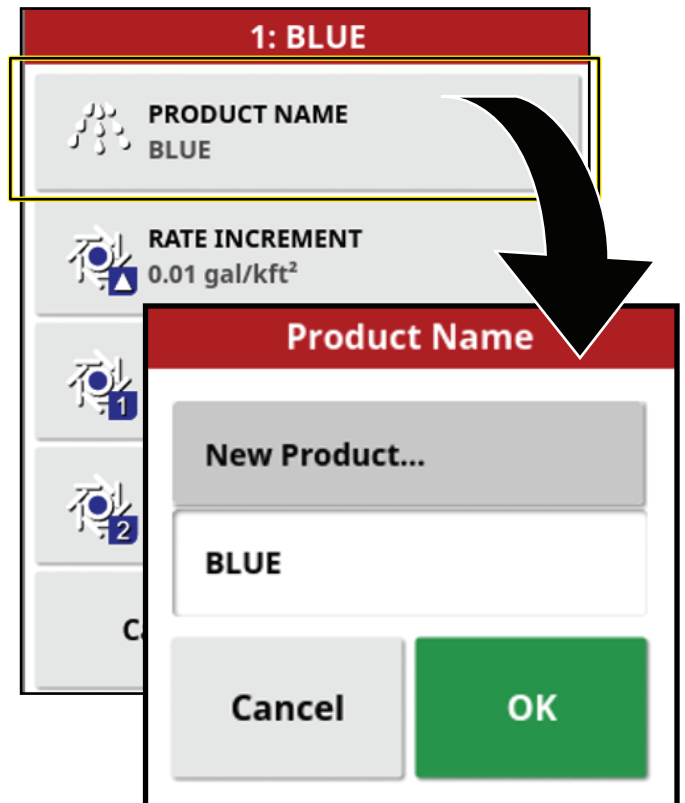 1: BLUE
PRODUCT NAME
BLUE
RATE INCREMENT
0.01 gal/kft²
1
2
Product Name
New Product...
BLUE
Cancel
OK